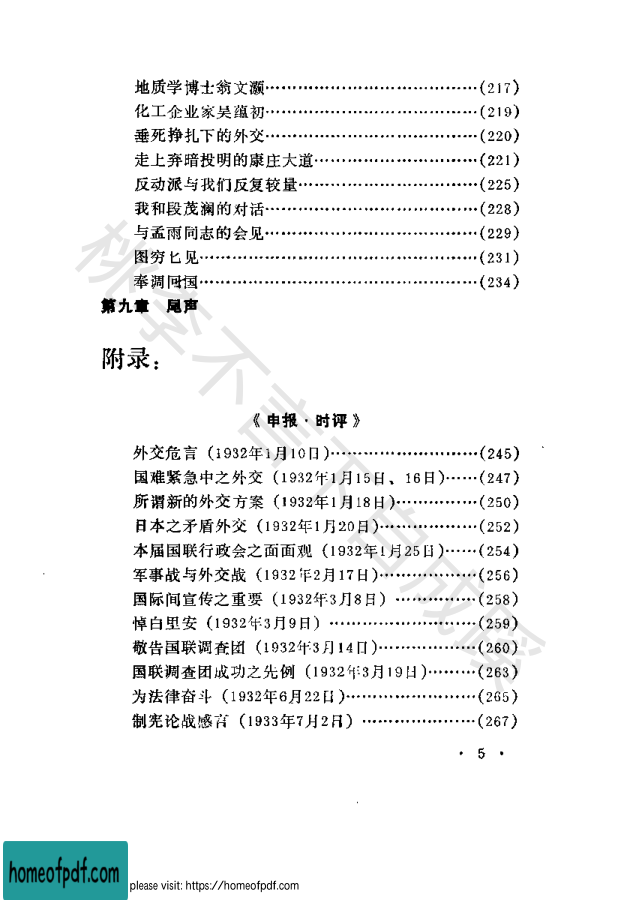 地质学博士翁文灏……………………………………(217)
化工企业家吴蕴初……………………………………(219)
垂死挣扎下的外交……………………………………(220)
走上弃暗投明的康庄大道……………………………(221)
反动派与我们反复较量………………………………(225)
我和段茂澜的对话……………………………………(228)
与孟雨同志的会见……………………………………(229)
图穷匕见………………………………………………(231)
奉调回国………………………………………………(234)
第九章 尾声
附录：
《申报·时评》
外交危言（1932年1月10日）………………………(245)
国难紧急中之外交（1932年1月15日、16日）……(247)
所谓新的外交方案（1932年1月18日）……………(250)
日本之矛盾外交（1932年1月20日）………………(252)
本届国联行政会之面面观（1932年1月25日）……(254)
军事战与外交战（1932年2月17日）………………(256)
国际间宣传之重要（1932年3月8日）……………(258)
悼白里安（1932年3月9日）………………………(259)
敬告国联调查团（1932年3月14日）………………(260)
国联调查团成功之先例（1932年3月19日）………(263)
为法律奋斗（1932年6月22日）……………………(265)
制宪论战感言（1933年7月2日）…………………(267)
· 5 ·
桃李不言下自成蹊
homeofpdf.com
please visit: https://homeofpdf.com